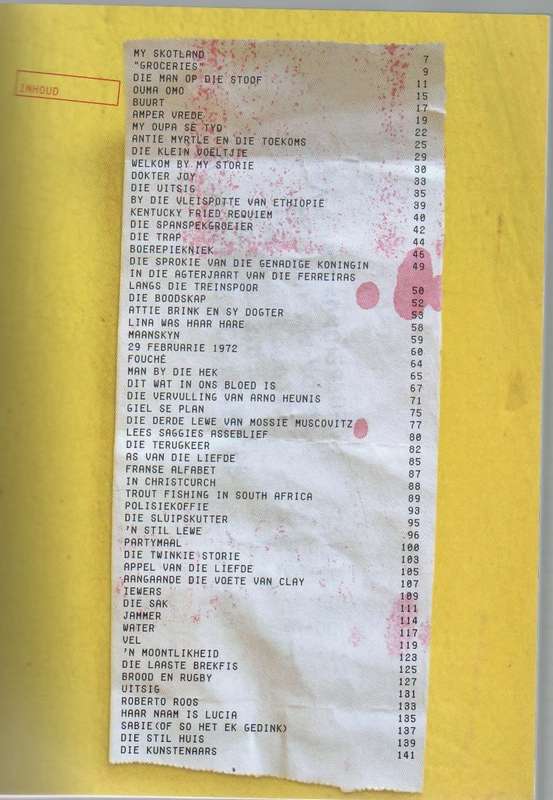 INHOUD
MY SKOTLAND 7
"GROCERIES" 9
DIE MAN OP DIE STOOF 11
OUMA OMO 15
BUURT 17
AMPER VREDE 19
MY OUPA SE TYD 22
ANTIE MYRTLE EN DIE TOEKOMS 25
DIE KLEIN VOELTJIE 29
WELKOM BY MY STORIE 30
DOKTER JOY 33
DIE UITSIG 35
BY DIE VLEISPOTTE VAN ETHIOPIË 39
KENTUCKY FRIED REQUIEM 40
DIE SPANSPEKGROEIER 42
DIE TRAP 44
BOEREPIEKNIEK 46
DIE SPROKIE VAN DIE GENADIGE KONINGIN 49
IN DIE AGTERJAART VAN DIE FERREIRAS
LANGS DIE TREINSPOOR 50
DIE BOODSKAP 52
ATTIE BRINK EN SY DOGTER 53
LINA WAS HAAR HARE 58
MAANSKYN 59
29 FEBRUARIE 1972 60
FOUCHÉ 64
MAN BY DIE HEK 65
DIT WAT IN ONS BLOED IS 67
DIE VERVULLING VAN ARNO HEUNIS 71
GIEL SE PLAN 75
DIE DERDE LEWE VAN MOSSIE MUSCOVITZ 77
LEES SAGGIES ASSEBLIEF 80
DIE TERUGKEER 82
AS VAN DIE LIEFDE 85
FRANSE ALFABET 87
IN CHRISTCURCH 88
TROUT FISHING IN SOUTH AFRICA 89
POLISIEKOFFIE 93
DIE SLUIPSKUTTER 95
'N STIL LEWE 96
PARTYMAAL 100
DIE TWINKIE STORIE 103
APPEL VAN DIE LIEFDE 105
AANGAANDE DIE VOETE VAN CLAY 107
IEWERS 109
DIE SAK 111
JAMMER 114
WATER 117
VEL 119
'N MOONTLIKHEID 123
DIE LAASTE BREKFIS 125
BROOD EN RUGBY 127
UITSIG 131
ROBERTO ROOS 133
HAAR NAAM IS LUCIA 135
SABIE(OF SO HET EK GEDINK) 137
DIE STIL HUIS 139
DIE KUNSTENAARS 141